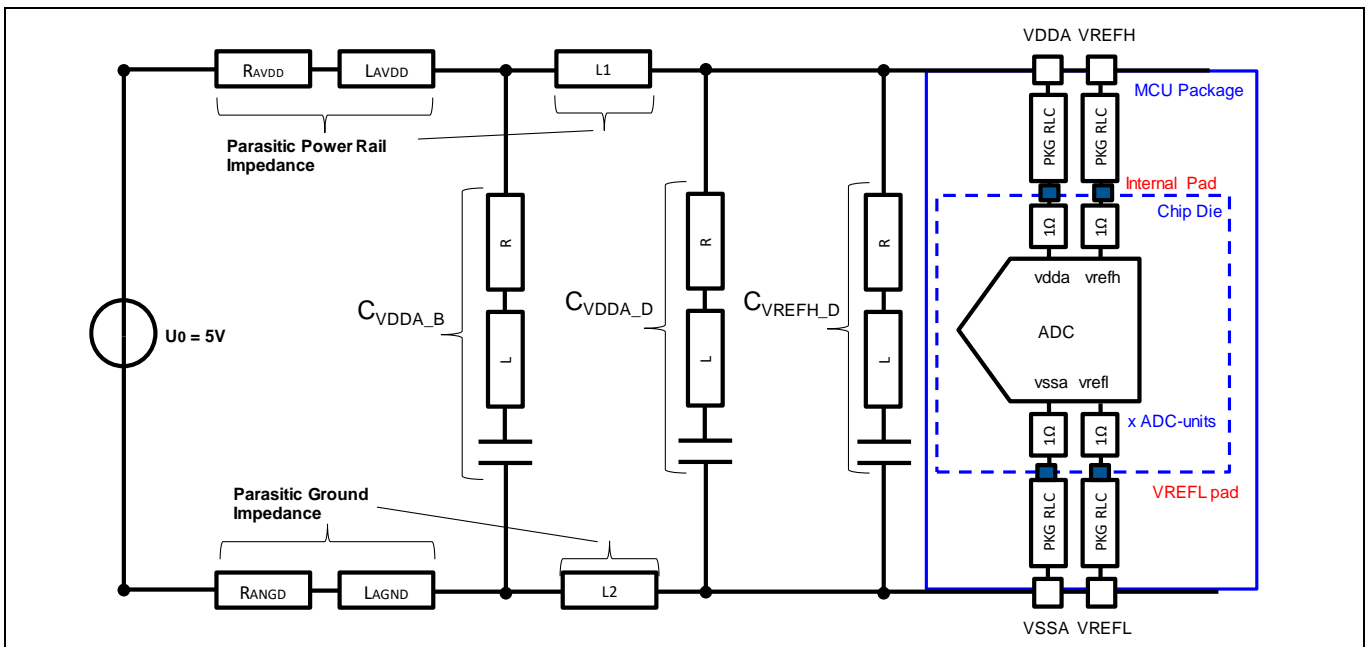 VDDA VREFH
RAVDD LAVDD L1
MCU Package
Parasitic Power Rail
Impedance
PKG RLC PKG RLC
Internal Pad
Chip Die
1Ω 1Ω
R R R
vdda vrefh
CVDDA_B CVDDA_D CVREFH_D
U0 = 5V
ADC
L L L
vssa vrefl
x ADC-units
1Ω 1Ω
Parasitic Ground
Impedance
VREFL pad
PKG RLC PKG RLC
RANGD LAGND L2
VSSA VREFL